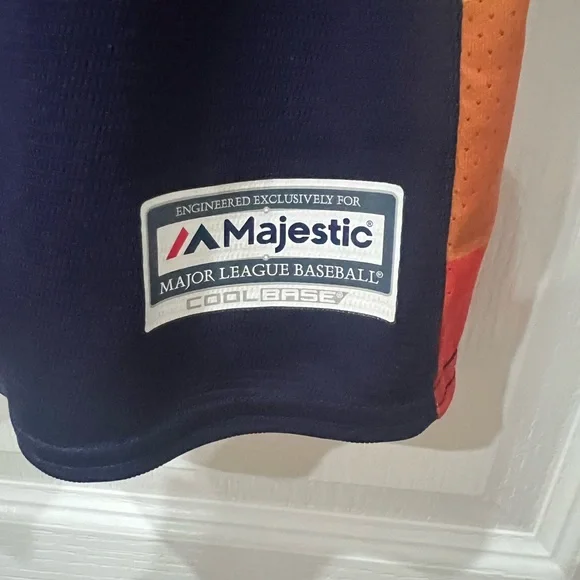 ENGINEERED EXCLUSIVELY FOR
Majestic®
MAJOR LEAGUE BASEBALL®
COOL BASE®